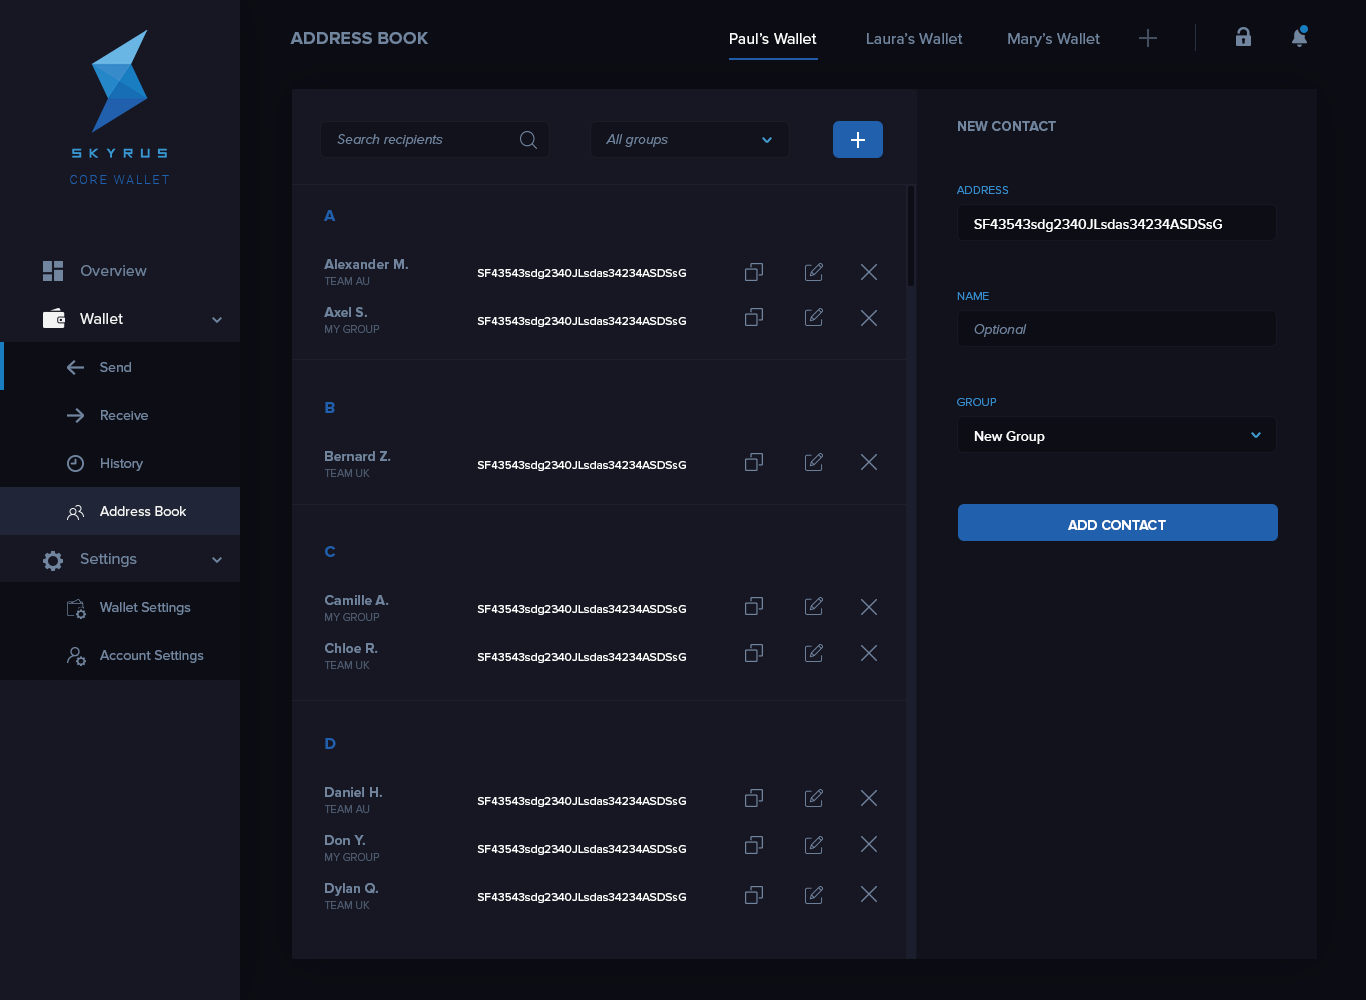 SKYRUS
CORE WALLET
Overview
Wallet
Send
Receive
History
Address Book
Settings
Wallet Settings
Account Settings
ADDRESS BOOK
Paul's Wallet
Laura's Wallet
Mary's Wallet
Search recipients
All groups
A
Alexander M.
TEAM AU
SF43543sdg2340JLsdas34234ASDSsG
Axel S.
MY GROUP
SF43543sdg2340JLsdas34234ASDSsG
B
Bernard Z.
TEAM UK
SF43543sdg2340JLsdas34234ASDSsG
C
Camille A.
MY GROUP
SF43543sdg2340JLsdas34234ASDSsG
Chloe R.
TEAM UK
SF43543sdg2340JLsdas34234ASDSsG
D
Daniel H.
TEAM AU
SF43543sdg2340JLsdas34234ASDSsG
Don Y.
MY GROUP
SF43543sdg2340JLsdas34234ASDSsG
Dylan Q.
TEAM UK
SF43543sdg2340JLsdas34234ASDSsG
NEW CONTACT
ADDRESS
SF43543sdg2340JLsdas34234ASDSsG
NAME
Optional
GROUP
New Group
ADD CONTACT